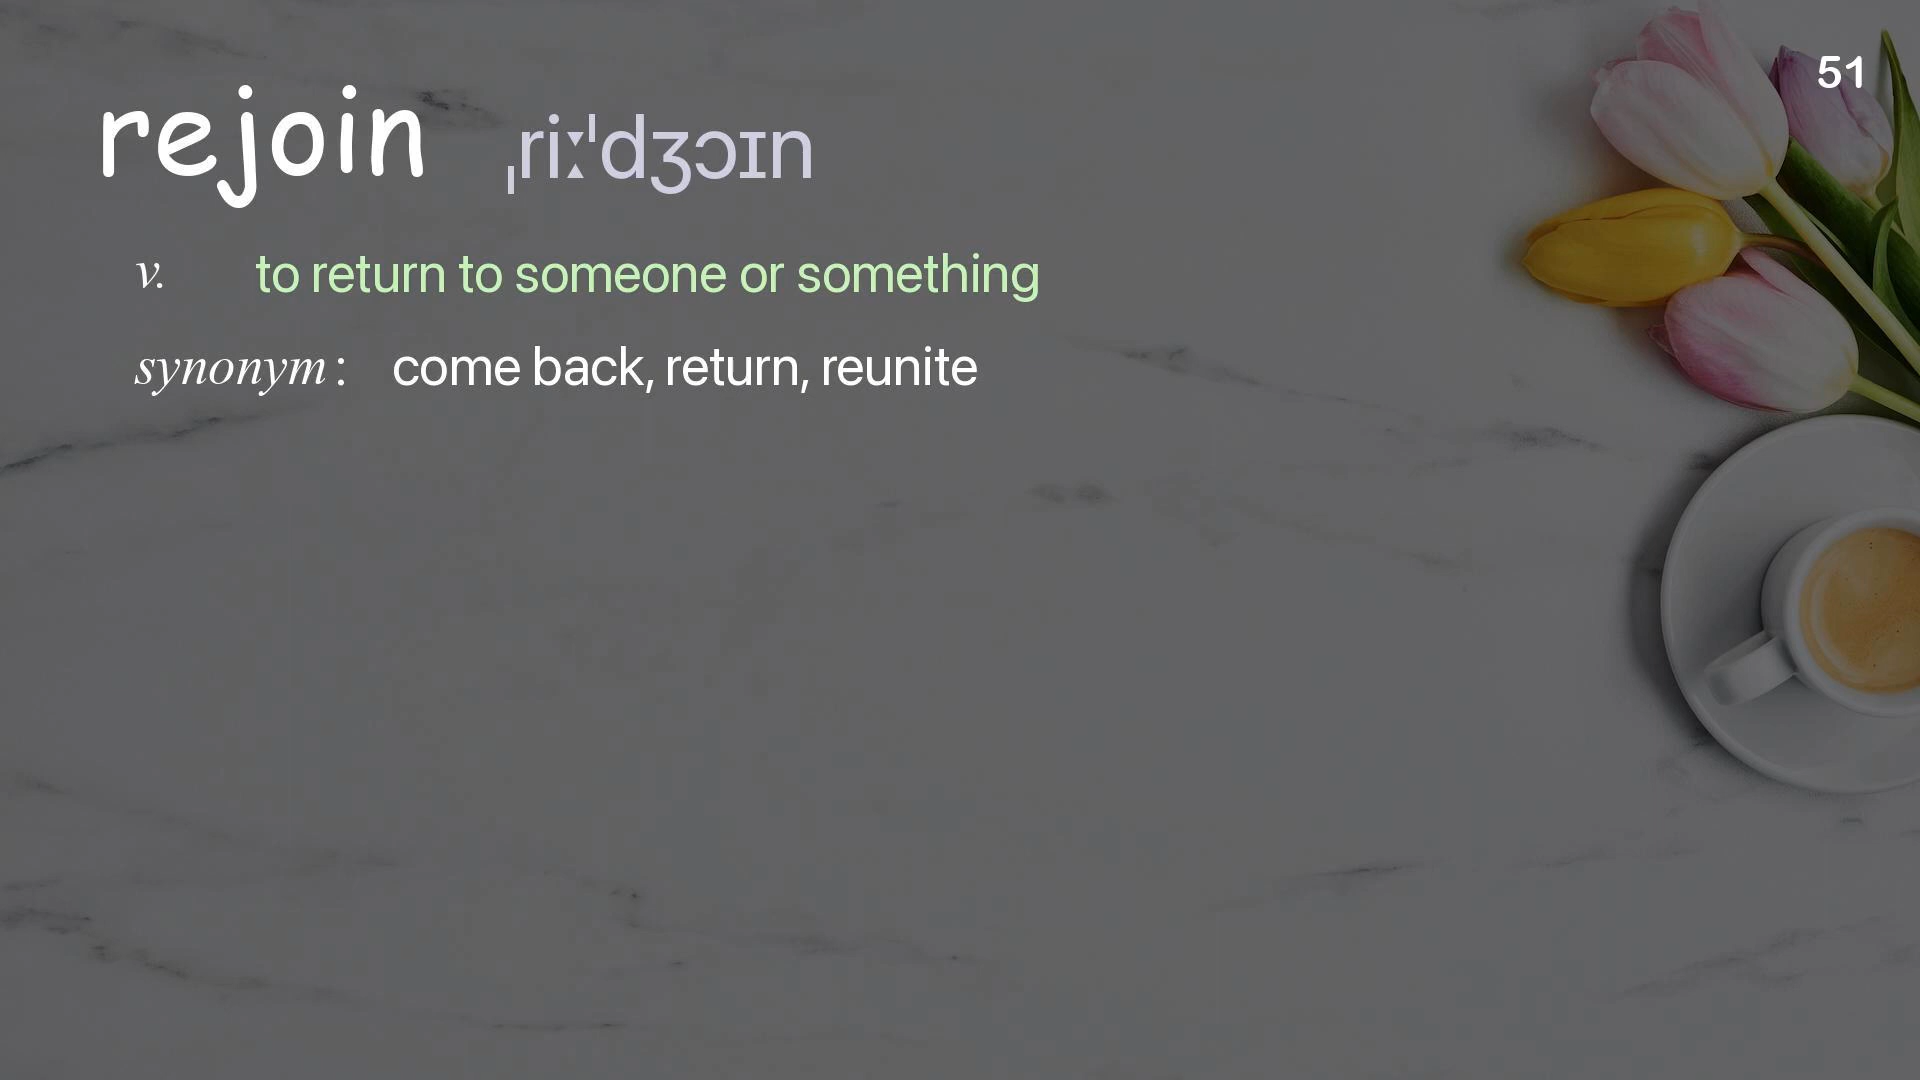 51
rejoin ˌriːˈdʒɔɪn
v. to return to someone or something
synonym : come back, return, reunite